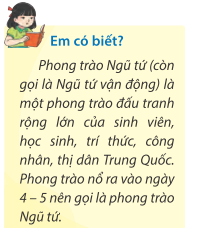 Em có biết?
Phong trào Ngũ tứ (còn
gọi là Ngũ tứ vận động) là
một phong trào đấu tranh
rộng lớn của sinh viên,
học sinh, trí thức, công
nhân, thị dân Trung Quốc.
Phong trào nổ ra vào ngày
4 – 5 nên gọi là phong trào
Ngũ tứ.